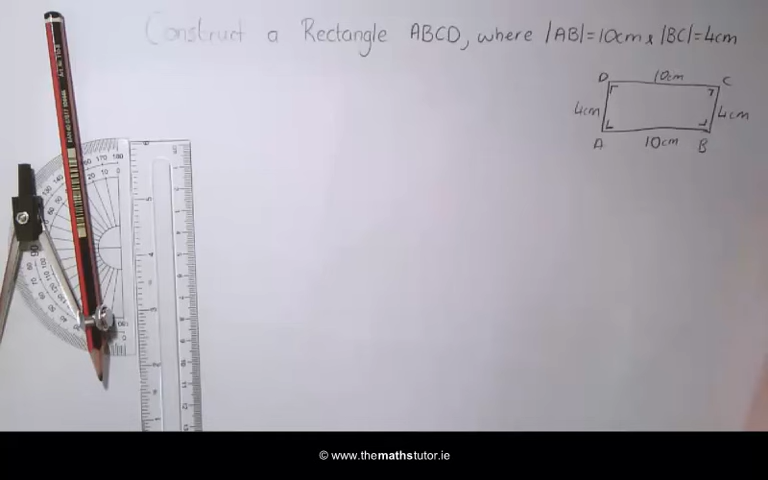 Construct a Rectangle ABCD, where |AB|=10cm & |BC|=4cm
D 10cm C
4cm 4cm
A 10cm B
© www.themathstutor.ie